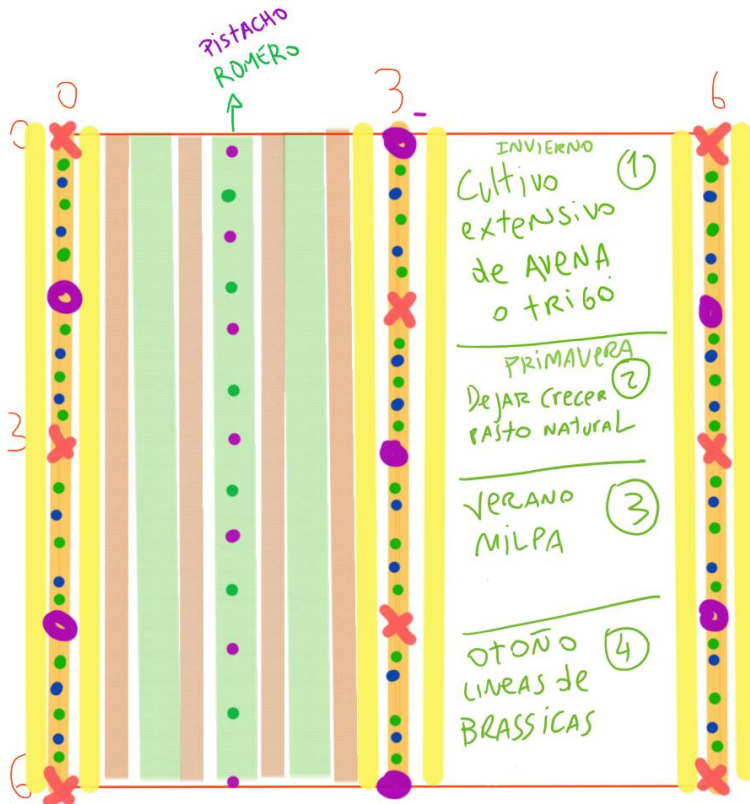 PISTACHO
ROMERO
0
3
6
INVIERNO
1
Cultivo
extensivo
de AVENA
o trigo
PRIMAVERA
2
Dejar crecer
PASTO NATURAL
3
VERANO
3
MILPA
OTOÑO
4
LINEAS de
BRASSICAS
6